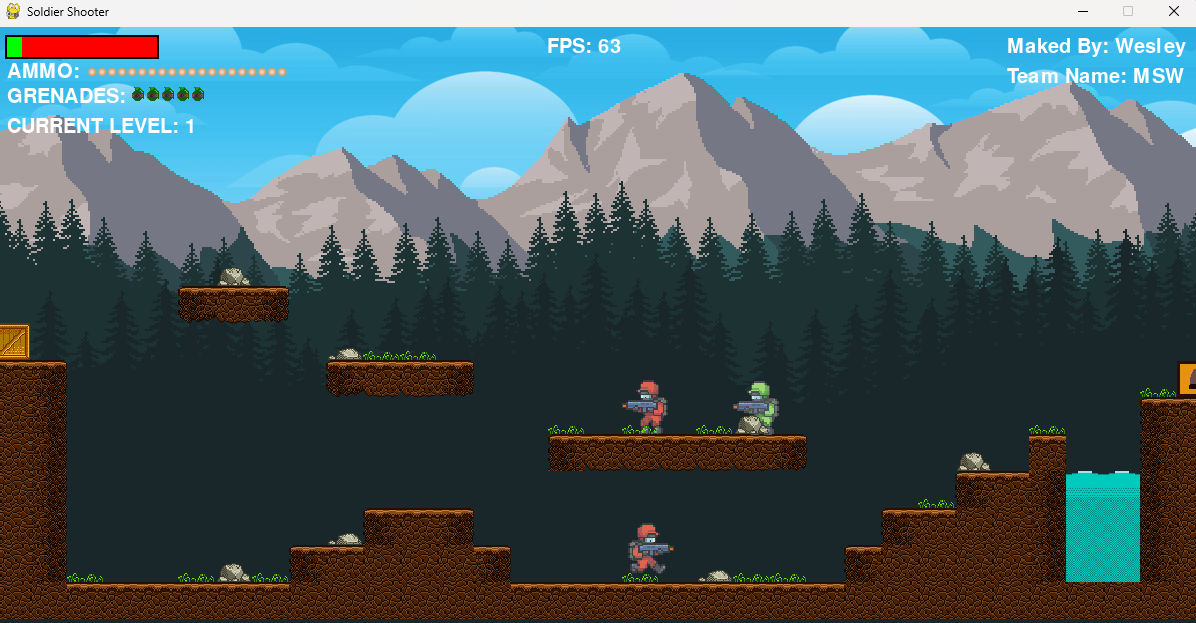 Soldier Shooter
FPS: 63
Maked By: Wesley
AMMO:
Team Name: MSW
GRENADES:
CURRENT LEVEL: 1